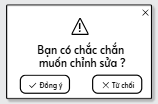 Bạn có chắc chắn
muốn chỉnh sửa ?
Đồng ý
Từ chối